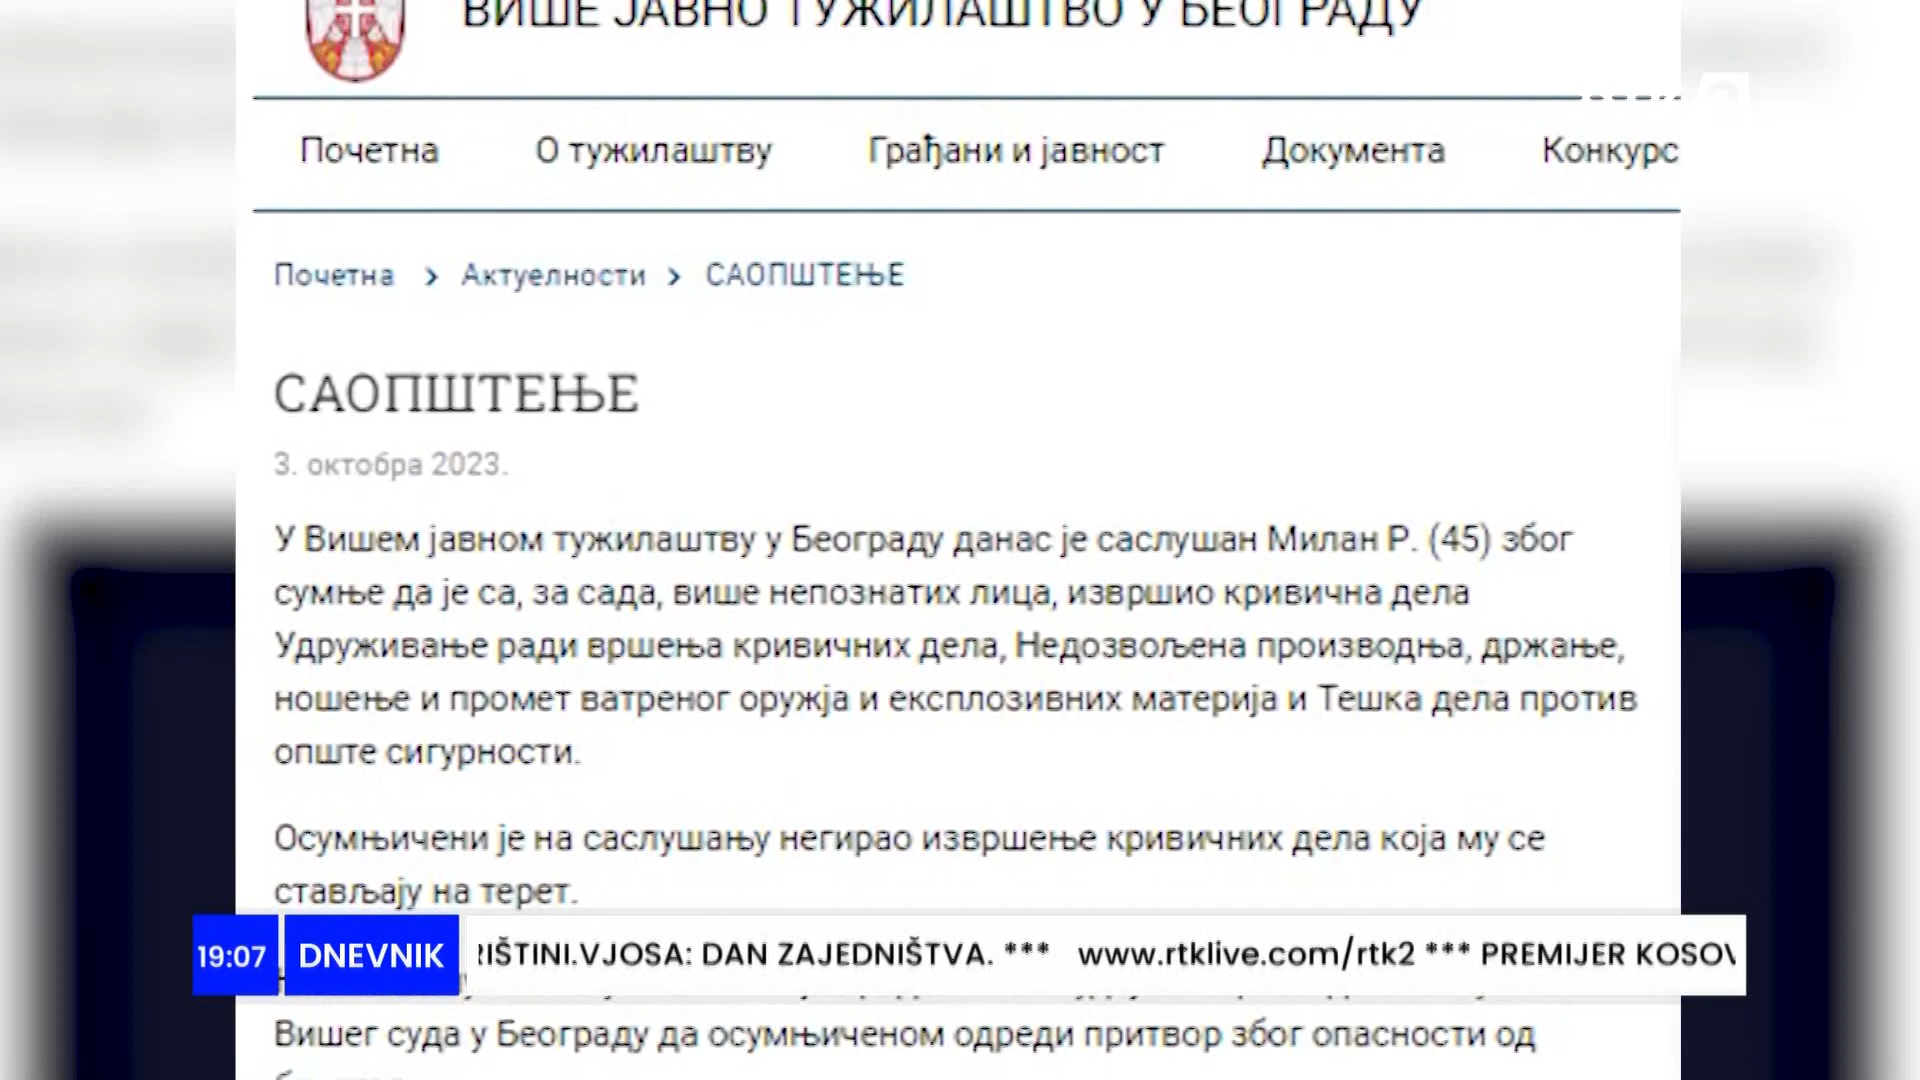 ВИШЕ ЈАВНО ТУЖИЛАШТВО У БЕОГРАДУ
Почетна О тужилаштву Грађани и јавност Документа Конкурс
Почетна > Актуелности > САОПШТЕЊЕ
САОПШТЕЊЕ
3. октобра 2023.
У Вишем јавном тужилаштву у Београду данас је саслушан Милан Р. (45) због
сумње да је са, за сада, више непознатих лица, извршио кривична дела
Удруживање ради вршења кривичних дела, Недозвољена производња, држање,
ношење и промет ватреног оружја и експлозивних материја и Тешка дела против
опште сигурности.
Осумњичени је на саслушању негирао извршење кривичних дела која му се
стављају на терет.
19:07 DNEVNIK RIŠTINI.VJOSA: DAN ZAJEDNIŠTVA. *** www.rtklive.com/rtk2 *** PREMIJER KOSOV
Вишег суда у Београду да осумњиченом одреди притвор због опасности од